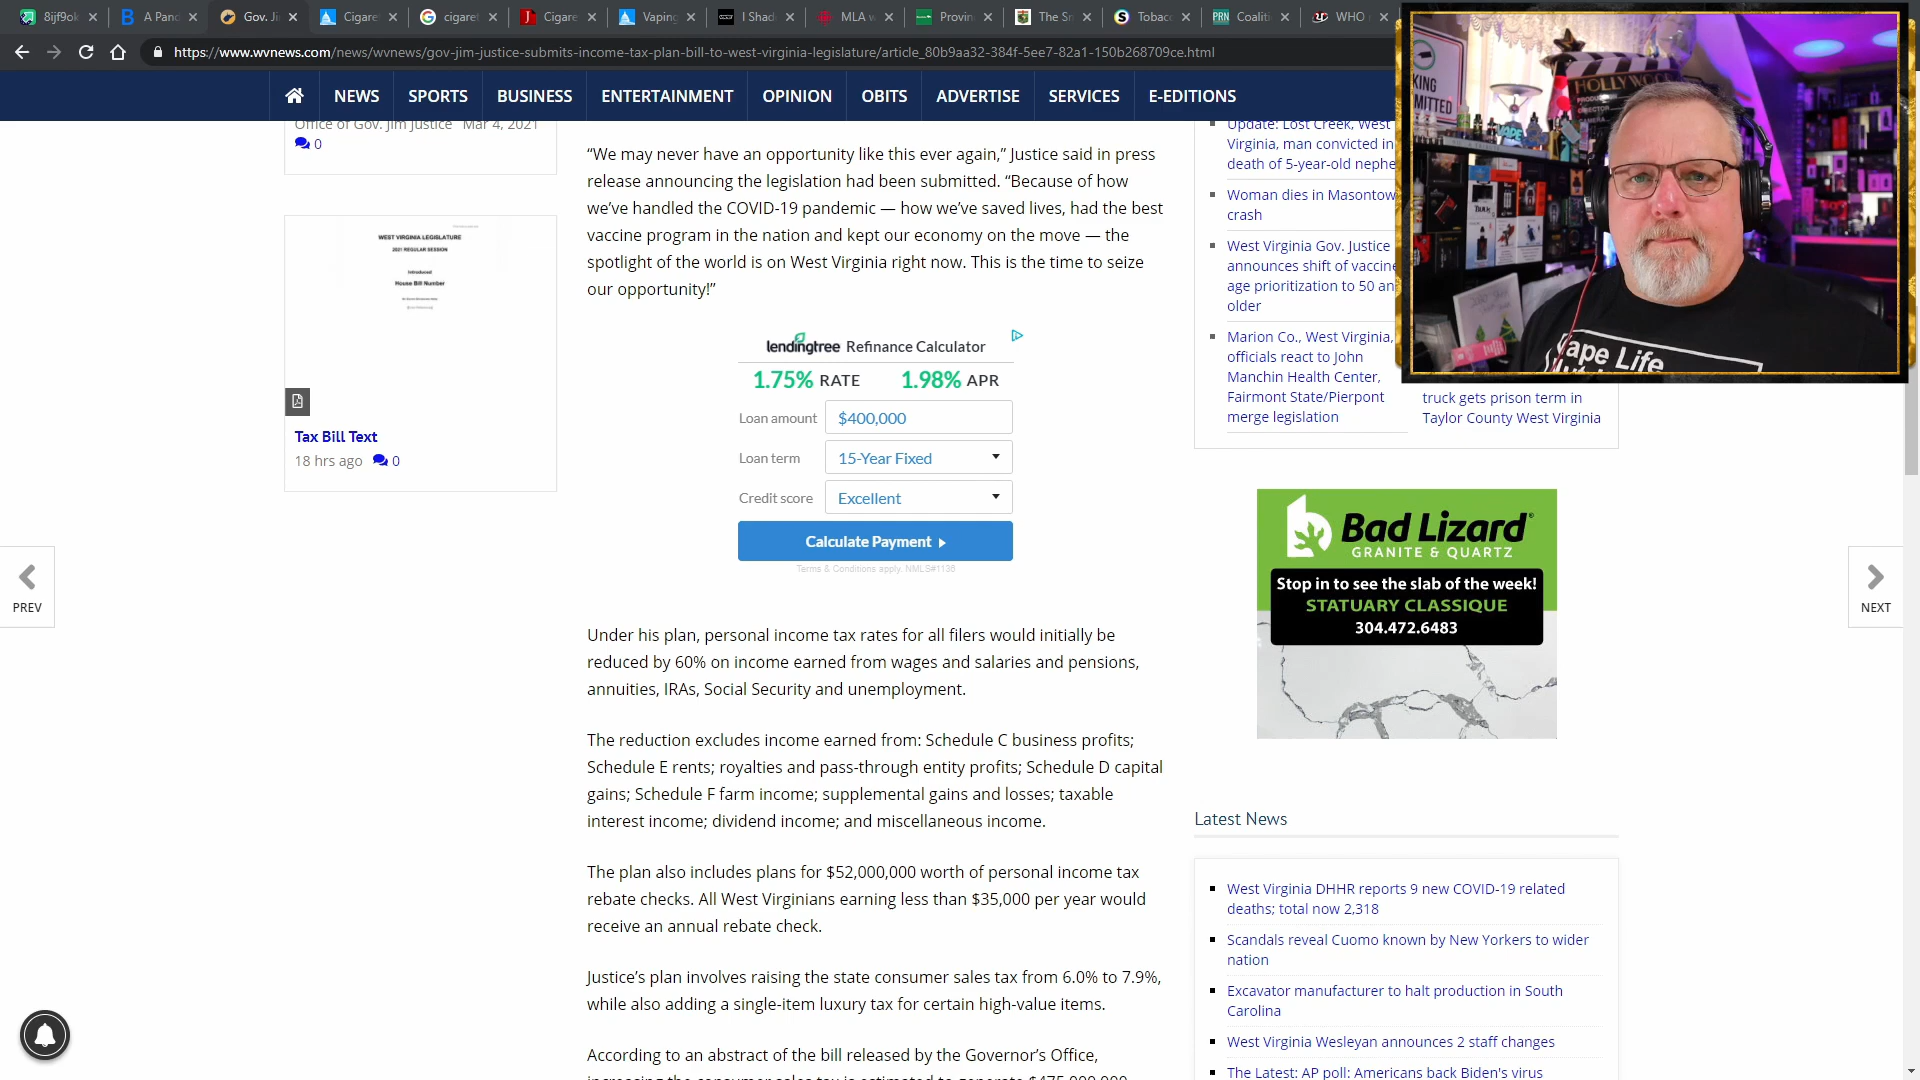 8ijf9ok
A Panc
Gov. Ji
Cigare
cigaret
Cigare
Vaping
I Shad
MLA w
Provin
The Sn
Tobac
Coaliti
WHO
https://www.wvnews.com/news/wvnews/gov-jim-justice-submits-income-tax-plan-bill-to-west-virginia-legislature/article_80b9aa32-384f-5ee7-82a1-150b268709ce.html
NEWS SPORTS BUSINESS ENTERTAINMENT OPINION OBITS ADVERTISE SERVICES E-EDITIONS
Office of Gov. Jim Justice Mar 4, 2021
0
WEST VIRGINIA LEGISLATURE
2021 REGULAR SESSION
Introduced
House Bill Number
Tax Bill Text
18 hrs ago 0
PREV
“We may never have an opportunity like this ever again,” Justice said in press
release announcing the legislation had been submitted. “Because of how
we’ve handled the COVID-19 pandemic — how we’ve saved lives, had the best
vaccine program in the nation and kept our economy on the move — the
spotlight of the world is on West Virginia right now. This is the time to seize
our opportunity!”
lendingtree Refinance Calculator
1.75% RATE 1.98% APR
Loan amount $400,000
Loan term 15-Year Fixed
Credit score Excellent
Calculate Payment
Terms & Conditions apply. NMLS#1136
Under his plan, personal income tax rates for all filers would initially be
reduced by 60% on income earned from wages and salaries and pensions,
annuities, IRAs, Social Security and unemployment.
The reduction excludes income earned from: Schedule C business profits;
Schedule E rents; royalties and pass-through entity profits; Schedule D capital
gains; Schedule F farm income; supplemental gains and losses; taxable
interest income; dividend income; and miscellaneous income.
The plan also includes plans for $52,000,000 worth of personal income tax
rebate checks. All West Virginians earning less than $35,000 per year would
receive an annual rebate check.
Justice’s plan involves raising the state consumer sales tax from 6.0% to 7.9%,
while also adding a single-item luxury tax for certain high-value items.
According to an abstract of the bill released by the Governor’s Office,
increasing the consumer sales tax is estimated to generate $475,000,000
Update: Lost Creek, West
Virginia, man convicted in
death of 5-year-old nephe
Woman dies in Masontow
crash
West Virginia Gov. Justice
announces shift of vaccine
age prioritization to 50 an
older
Marion Co., West Virginia,
officials react to John
Manchin Health Center,
Fairmont State/Pierpont
merge legislation
truck gets prison term in
Taylor County West Virginia
KING
MITTED
HOLLYWOOD
VAPE
Vape Life
Bad Lizard
GRANITE & QUARTZ
Stop in to see the slab of the week!
STATUARY CLASSIQUE
304.472.6483
NEXT
Latest News
West Virginia DHHR reports 9 new COVID-19 related
deaths; total now 2,318
Scandals reveal Cuomo known by New Yorkers to wider
nation
Excavator manufacturer to halt production in South
Carolina
West Virginia Wesleyan announces 2 staff changes
The Latest: AP poll: Americans back Biden's virus